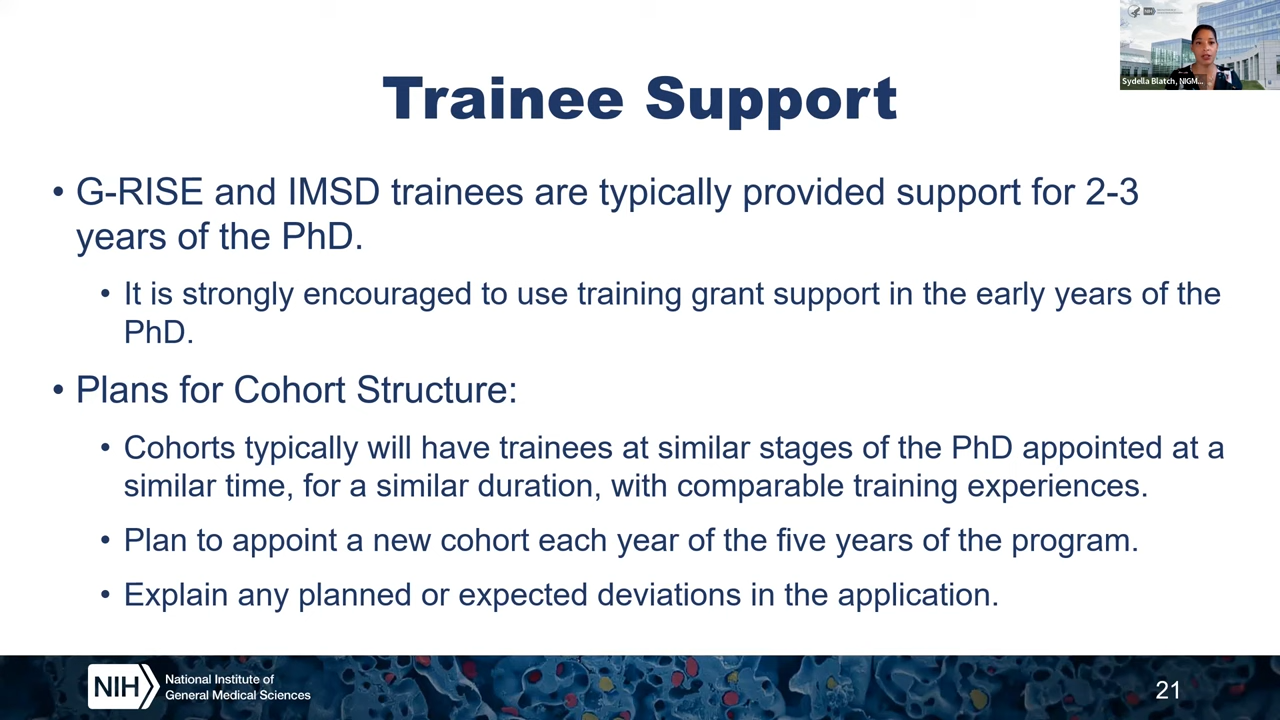 NIH
Sydella Blatch, NIGM...
Trainee Support
• G-RISE and IMSD trainees are typically provided support for 2-3
years of the PhD.
• It is strongly encouraged to use training grant support in the early years of the
PhD.
• Plans for Cohort Structure:
• Cohorts typically will have trainees at similar stages of the PhD appointed at a
similar time, for a similar duration, with comparable training experiences.
• Plan to appoint a new cohort each year of the five years of the program.
• Explain any planned or expected deviations in the application.
NIH
National Institute of
General Medical Sciences
21